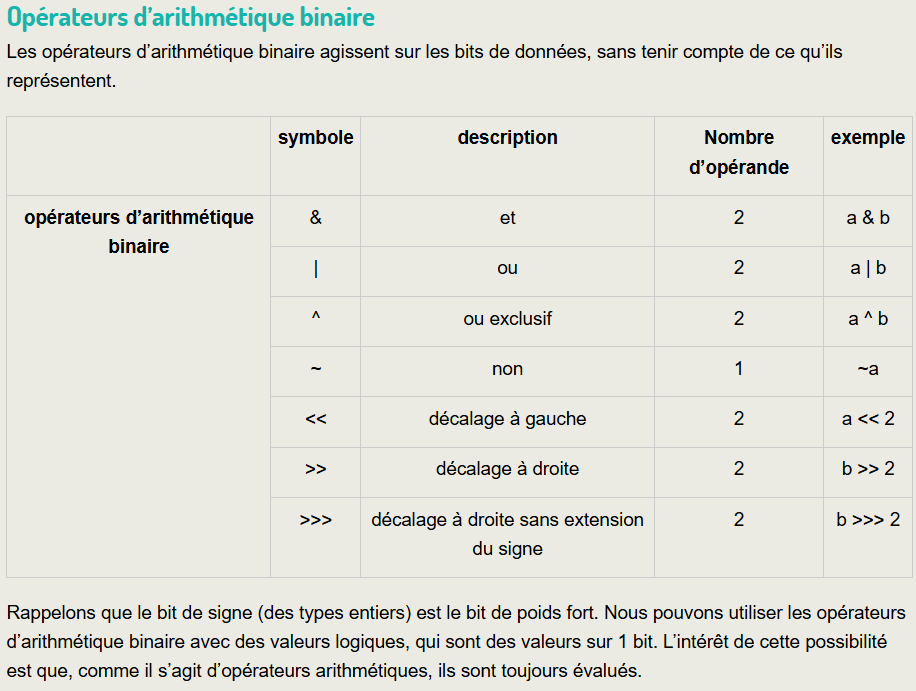 Opérateurs d’arithmétique binaire
Les opérateurs d’arithmétique binaire agissent sur les bits de données, sans tenir compte de ce qu’ils
représentent.
symbole description Nombre d’opérande exemple
opérateurs d’arithmétique binaire & et 2 a & b
| ou 2 a | b
^ ou exclusif 2 a ^ b
~ non 1 ~a
<< décalage à gauche 2 a << 2
>> décalage à droite 2 b >> 2
>>> décalage à droite sans extension du signe 2 b >>> 2
Rappelons que le bit de signe (des types entiers) est le bit de poids fort. Nous pouvons utiliser les opérateurs
d’arithmétique binaire avec des valeurs logiques, qui sont des valeurs sur 1 bit. L’intérêt de cette possibilité
est que, comme il s’agit d’opérateurs arithmétiques, ils sont toujours évalués.